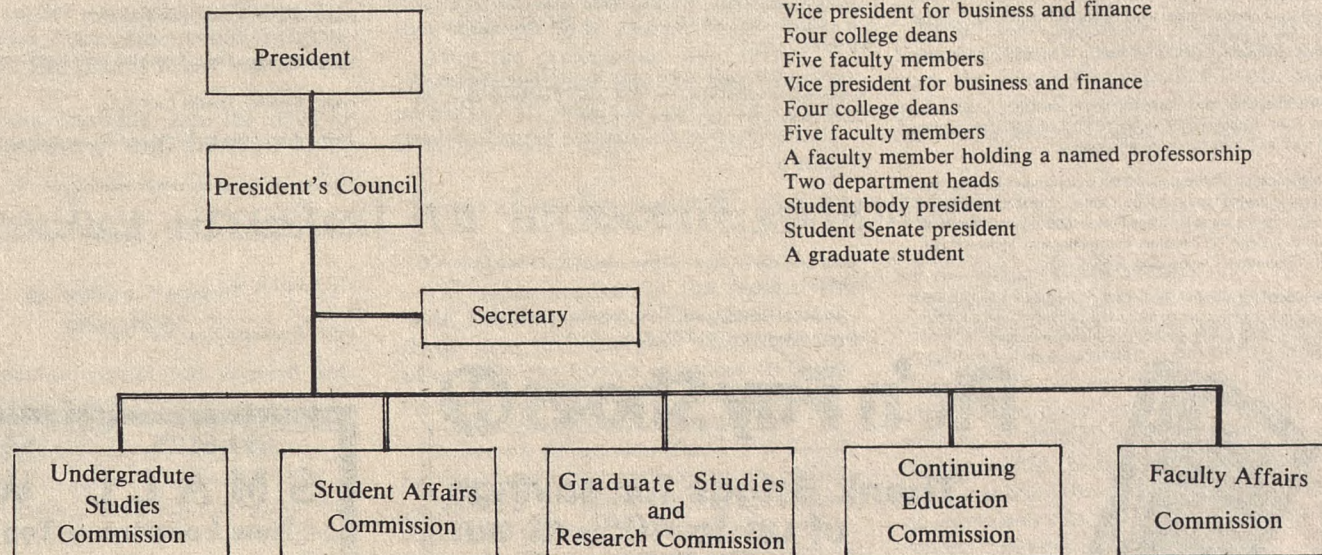 Vice president for business and finance
Four college deans
Five faculty members
Vice president for business and finance
Four college deans
Five faculty members
A faculty member holding a named professorship
Two department heads
Student body president
Student Senate president
A graduate student
President
President's Council
Secretary
Undergradute
Studies
Commission
Student Affairs
Commission
Graduate Studies
and
Research Commission
Continuing
Education
Commission
Faculty Affairs
Commission